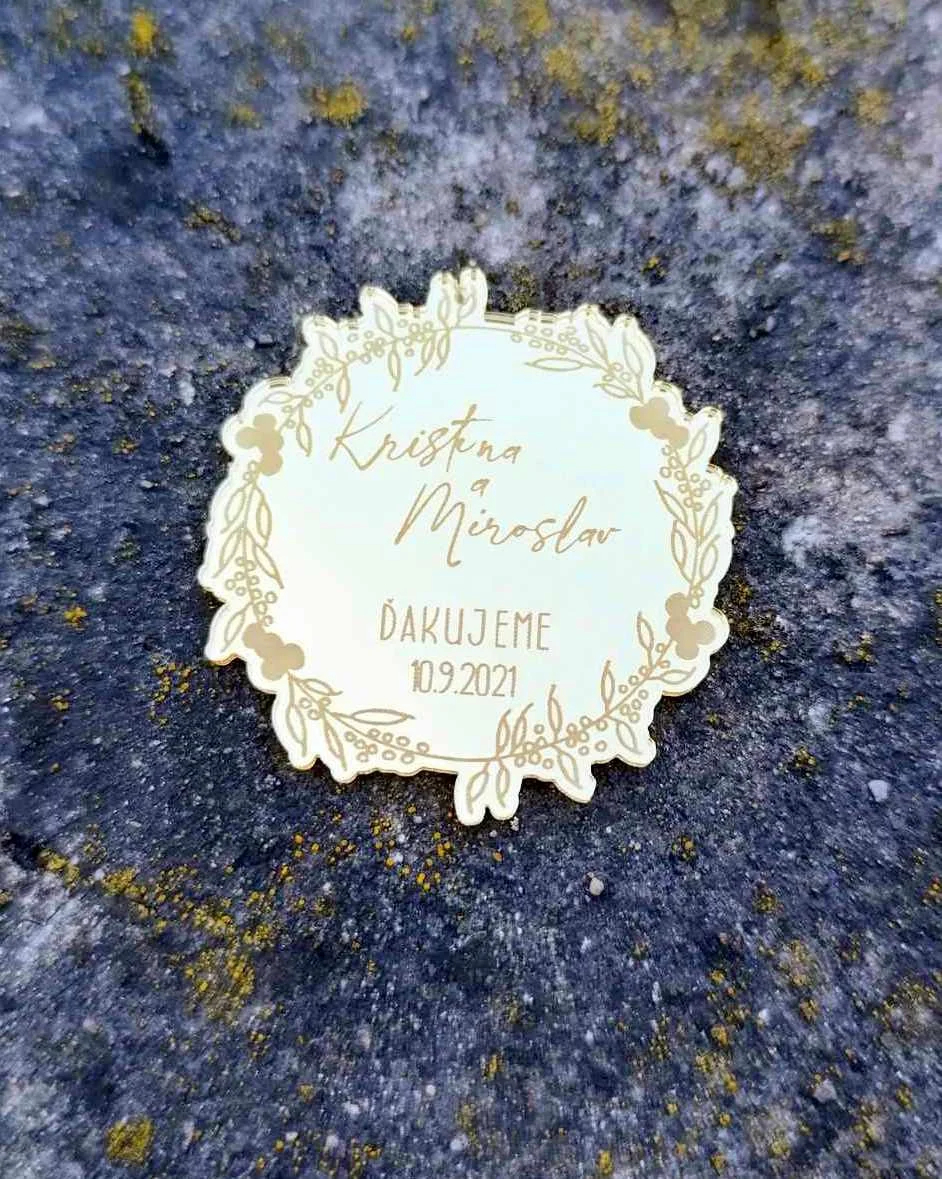 Kristína
a
Miroslav
ĎAKUJEME
10.9.2021